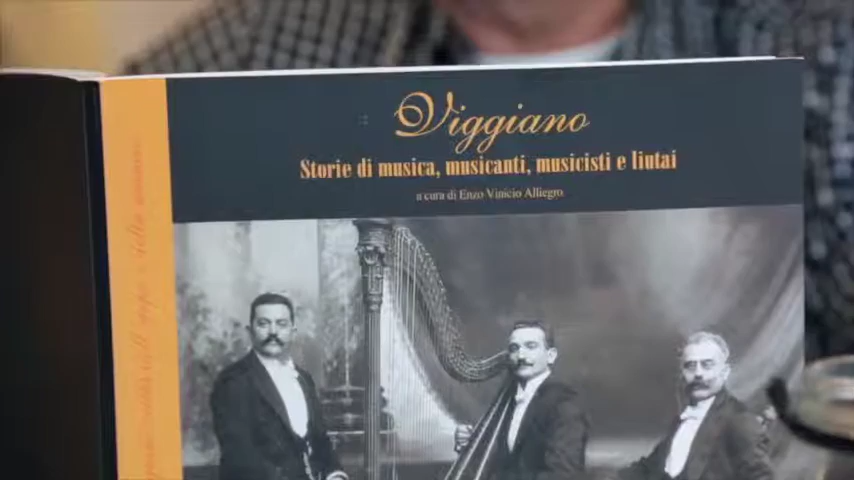 Viggiano
Storie di musica, musicanti, musicisti e liutai
a cura di Enzo Vinicio Alliegro